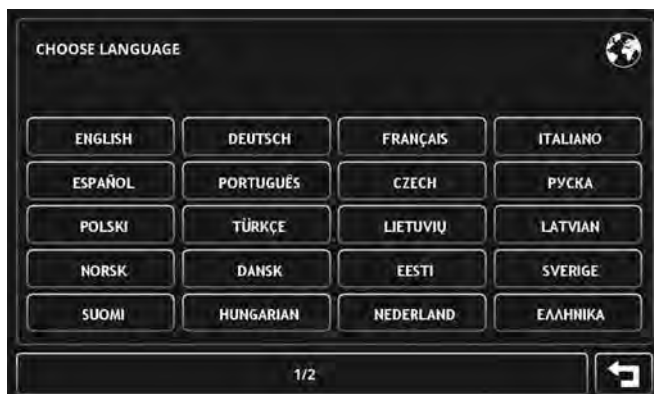 CHOOSE LANGUAGE
ENGLISH DEUTSCH FRANÇAIS ITALIANO
ESPAÑOL PORTUGUÊS CZECH РУСКА
POLSKI TÜRKÇE LIETUVIŲ LATVIAN
NORSK DANSK EESTI SVERIGE
SUOMI HUNGARIAN NEDERLAND ΕΛΛΗΝΙΚΑ
1/2